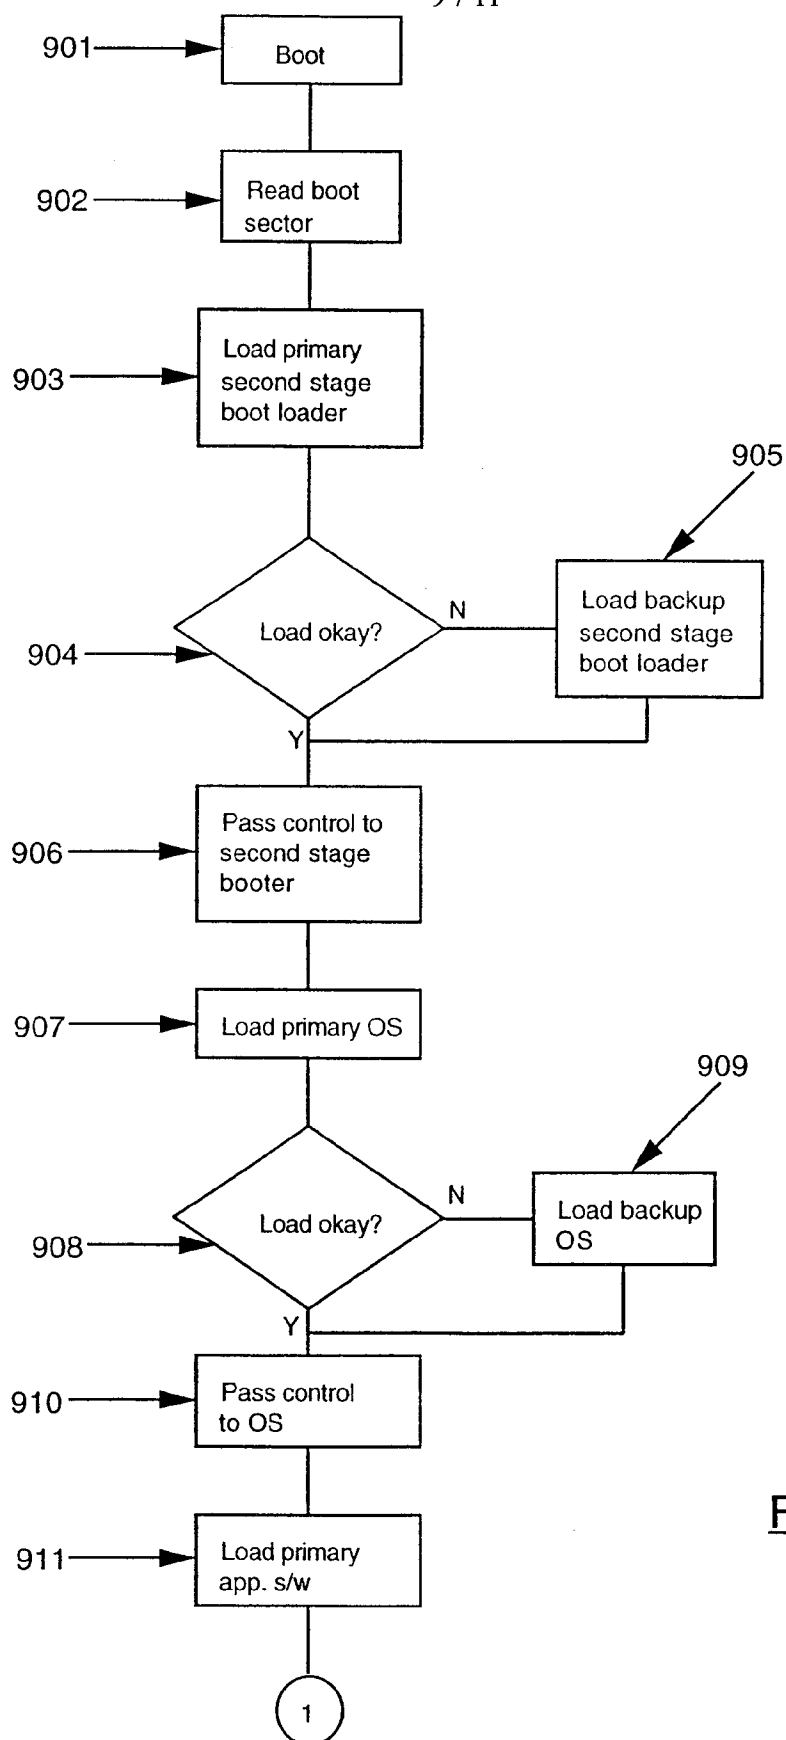 901
Boot
902
Read boot
sector
903
Load primary
second stage
boot loader
905
904
Load okay?
N
Load backup
second stage
boot loader
Y
906
Pass control to
second stage
booter
907
Load primary OS
909
908
Load okay?
N
Load backup
OS
Y
910
Pass control
to OS
911
Load primary
app. s/w
1